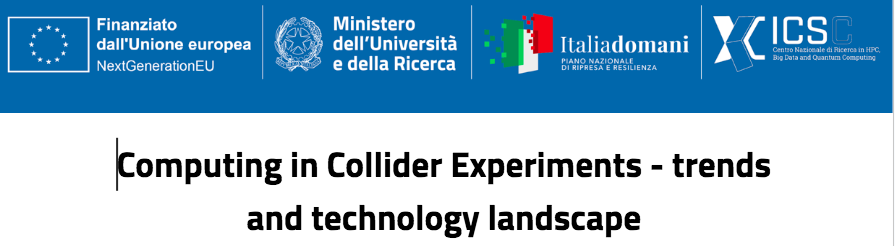 Finanziato
dall'Unione europea
NextGenerationEU
Ministero
dell'Università
e della Ricerca
Italiadomani
PIANO NAZIONALE
DI RIPRESA E RESILIENZA
ICSC
Centro Nazionale di Ricerca in HPC,
Big Data and Quantum Computing
Computing in Collider Experiments - trends
and technology landscape